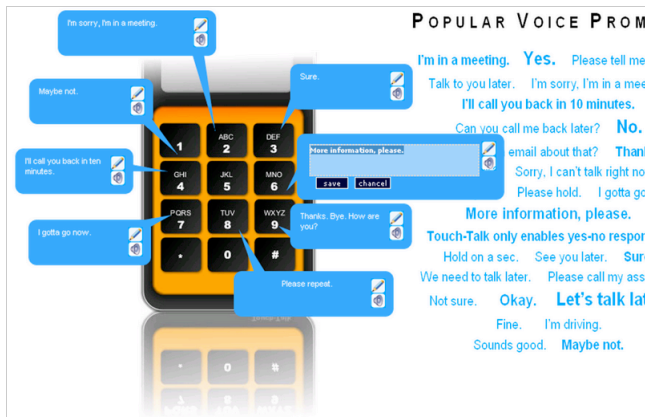 I'm sorry, I'm in a meeting.
Maybe not.
Sure.
I'll call you back in ten
minutes.
More information, please.
save
chancel
I gotta go now.
Thanks. Bye. How are
you?
Please repeat.
1
ABC
2
DEF
3
GHI
4
JKL
5
MNO
6
PQRS
7
TUV
8
WXYZ
9
*
0
#
POPULAR VOICE PROM
I'm in a meeting. Yes. Please tell me
Talk to you later. I'm sorry, I'm in a mee
I'll call you back in 10 minutes.
Can you call me back later? No.
email about that? Than
Sorry, I can't talk right no
Please hold. I gotta go
More information, please.
Touch-Talk only enables yes-no respon
Hold on a sec. See you later. Sur
We need to talk later. Please call my ass
Not sure. Okay. Let's talk lat
Fine. I'm driving.
Sounds good. Maybe not.